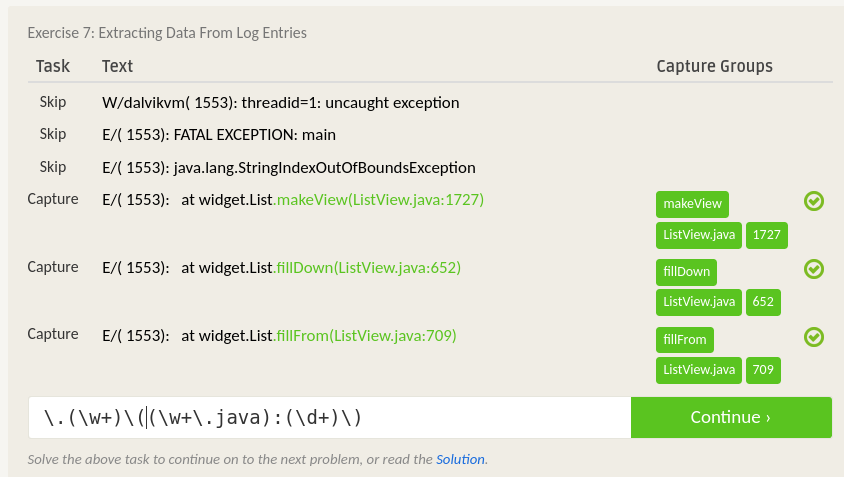 Exercise 7: Extracting Data From Log Entries
Task Text Capture Groups
Skip W/dalvikvm( 1553): threadid=1: uncaught exception
Skip E/( 1553): FATAL EXCEPTION: main
Skip E/( 1553): java.lang.StringIndexOutOfBoundsException
Capture E/( 1553):   at widget.List.makeView(ListView.java:1727) makeView
ListView.java 1727
Capture E/( 1553):   at widget.List.fillDown(ListView.java:652) fillDown
ListView.java 652
Capture E/( 1553):   at widget.List.fillFrom(ListView.java:709) fillFrom
ListView.java 709
\.(\w+)\((\w+\.java):(\d+)\) Continue ›
Solve the above task to continue on to the next problem, or read the Solution.